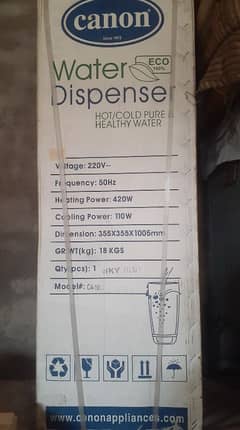 canon
Since 1972
Water
Dispenser
ECO
100%
HOT/COLD PURE &
HEALTHY WATER
Voltage: 220V~
Frequency: 50Hz
Heating Power: 420W
Cooling Power: 110W
Dimension: 355X355X1005mm
GR.WT(kg): 18 KGS
Qty(pcs): 1
Model#:
www.canonappliances.com